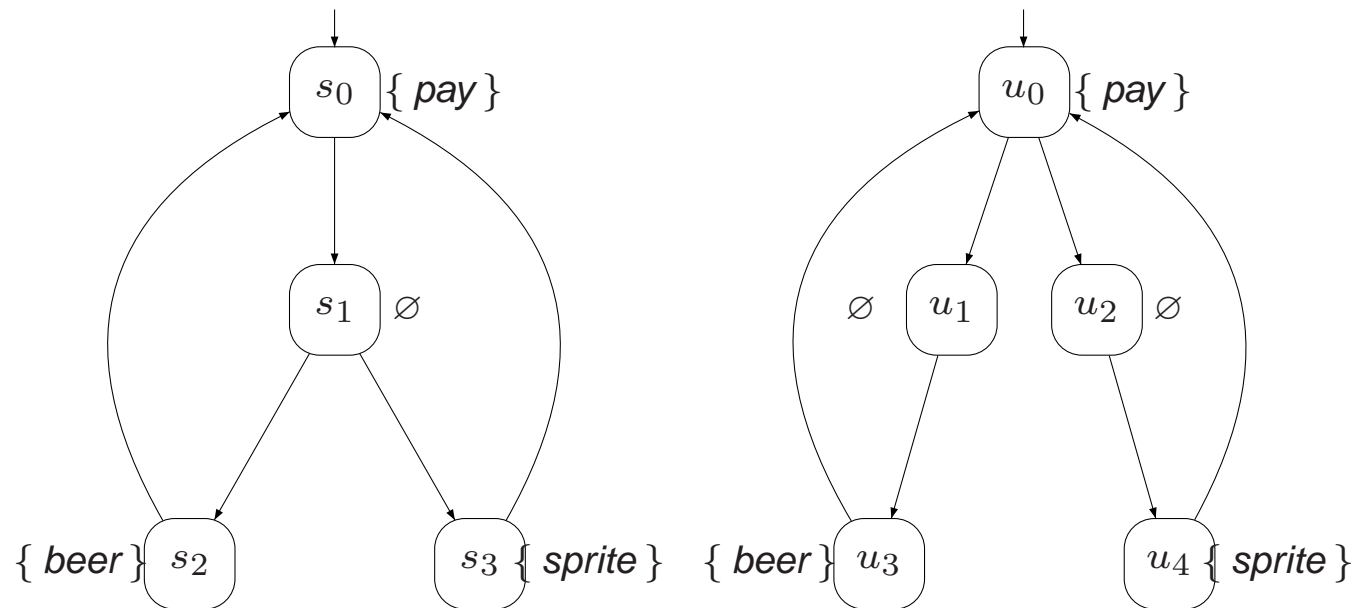 s₀ { pay } u₀ { pay }
s₁ ∅ ∅ u₁ u₂ ∅
{ beer } s₂ s₃ { sprite } { beer } u₃ u₄ { sprite }